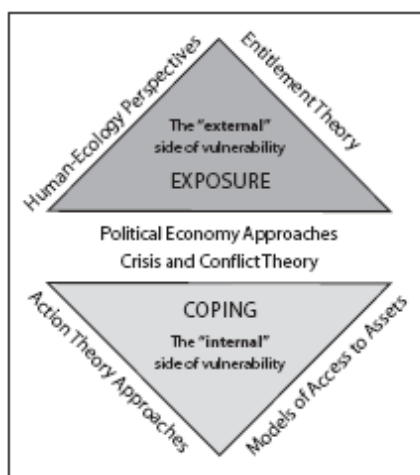 Human-Ecology Perspectives
Entitlement Theory
The "external"
side of vulnerability
EXPOSURE
Political Economy Approaches
Crisis and Conflict Theory
COPING
The "internal"
side of vulnerability
Action Theory Approaches
Models of Access to Assets